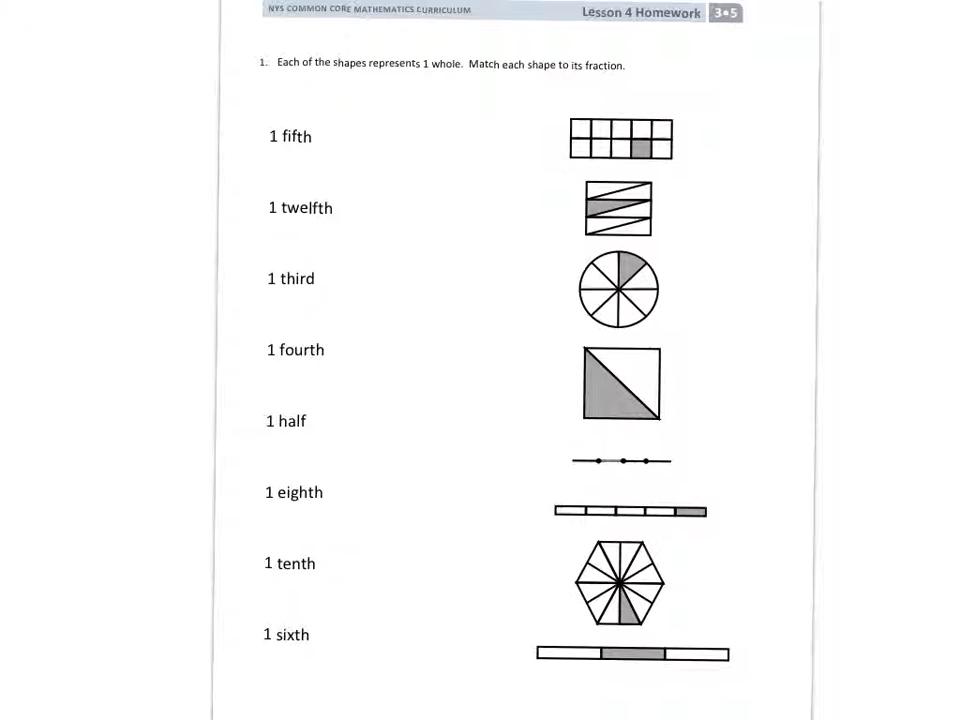 NYS COMMON CORE MATHEMATICS CURRICULUM Lesson 4 Homework 3•5
1. Each of the shapes represents 1 whole. Match each shape to its fraction.
1 fifth
1 twelfth
1 third
1 fourth
1 half
1 eighth
1 tenth
1 sixth